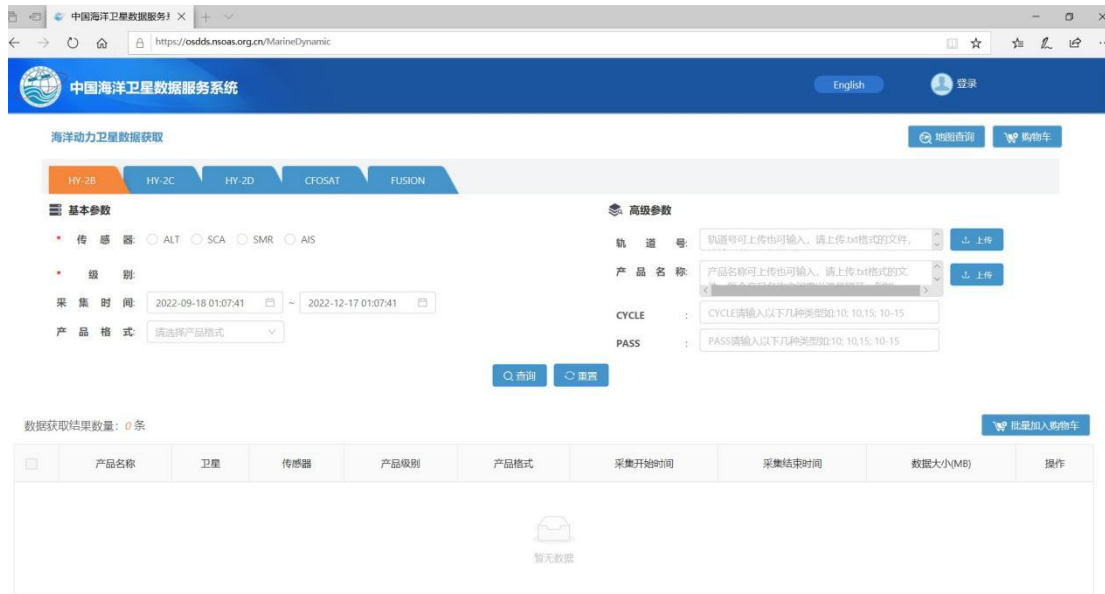 中国海洋卫星数据服务
https://osdds.nsoas.org.cn/MarineDynamic
中国海洋卫星数据服务系统
English
登录
海洋动力卫星数据获取
地图查询
购物车
HY-2B
HY-2C
HY-2D
CFOSAT
FUSION
基本参数
* 传感器: ALT SCA SMR AIS
* 级别:
采集时间: 2022-09-18 01:07:41 ~ 2022-12-17 01:07:41
产品格式: 请选择产品格式
高级参数
轨道号: 轨道号可上传也可输入，请上传.txt格式的文件， 上传
产品名称: 产品名称可上传也可输入，请上传.txt格式的文 上传
CYCLE : CYCLE请输入以下几种类型如:10; 10,15; 10-15
PASS : PASS请输入以下几种类型如:10; 10,15; 10-15
查询
重置
数据获取结果数量: 0 条
批量加入购物车
产品名称 卫星 传感器 产品级别 产品格式 采集开始时间 采集结束时间 数据大小(MB) 操作
暂无数据